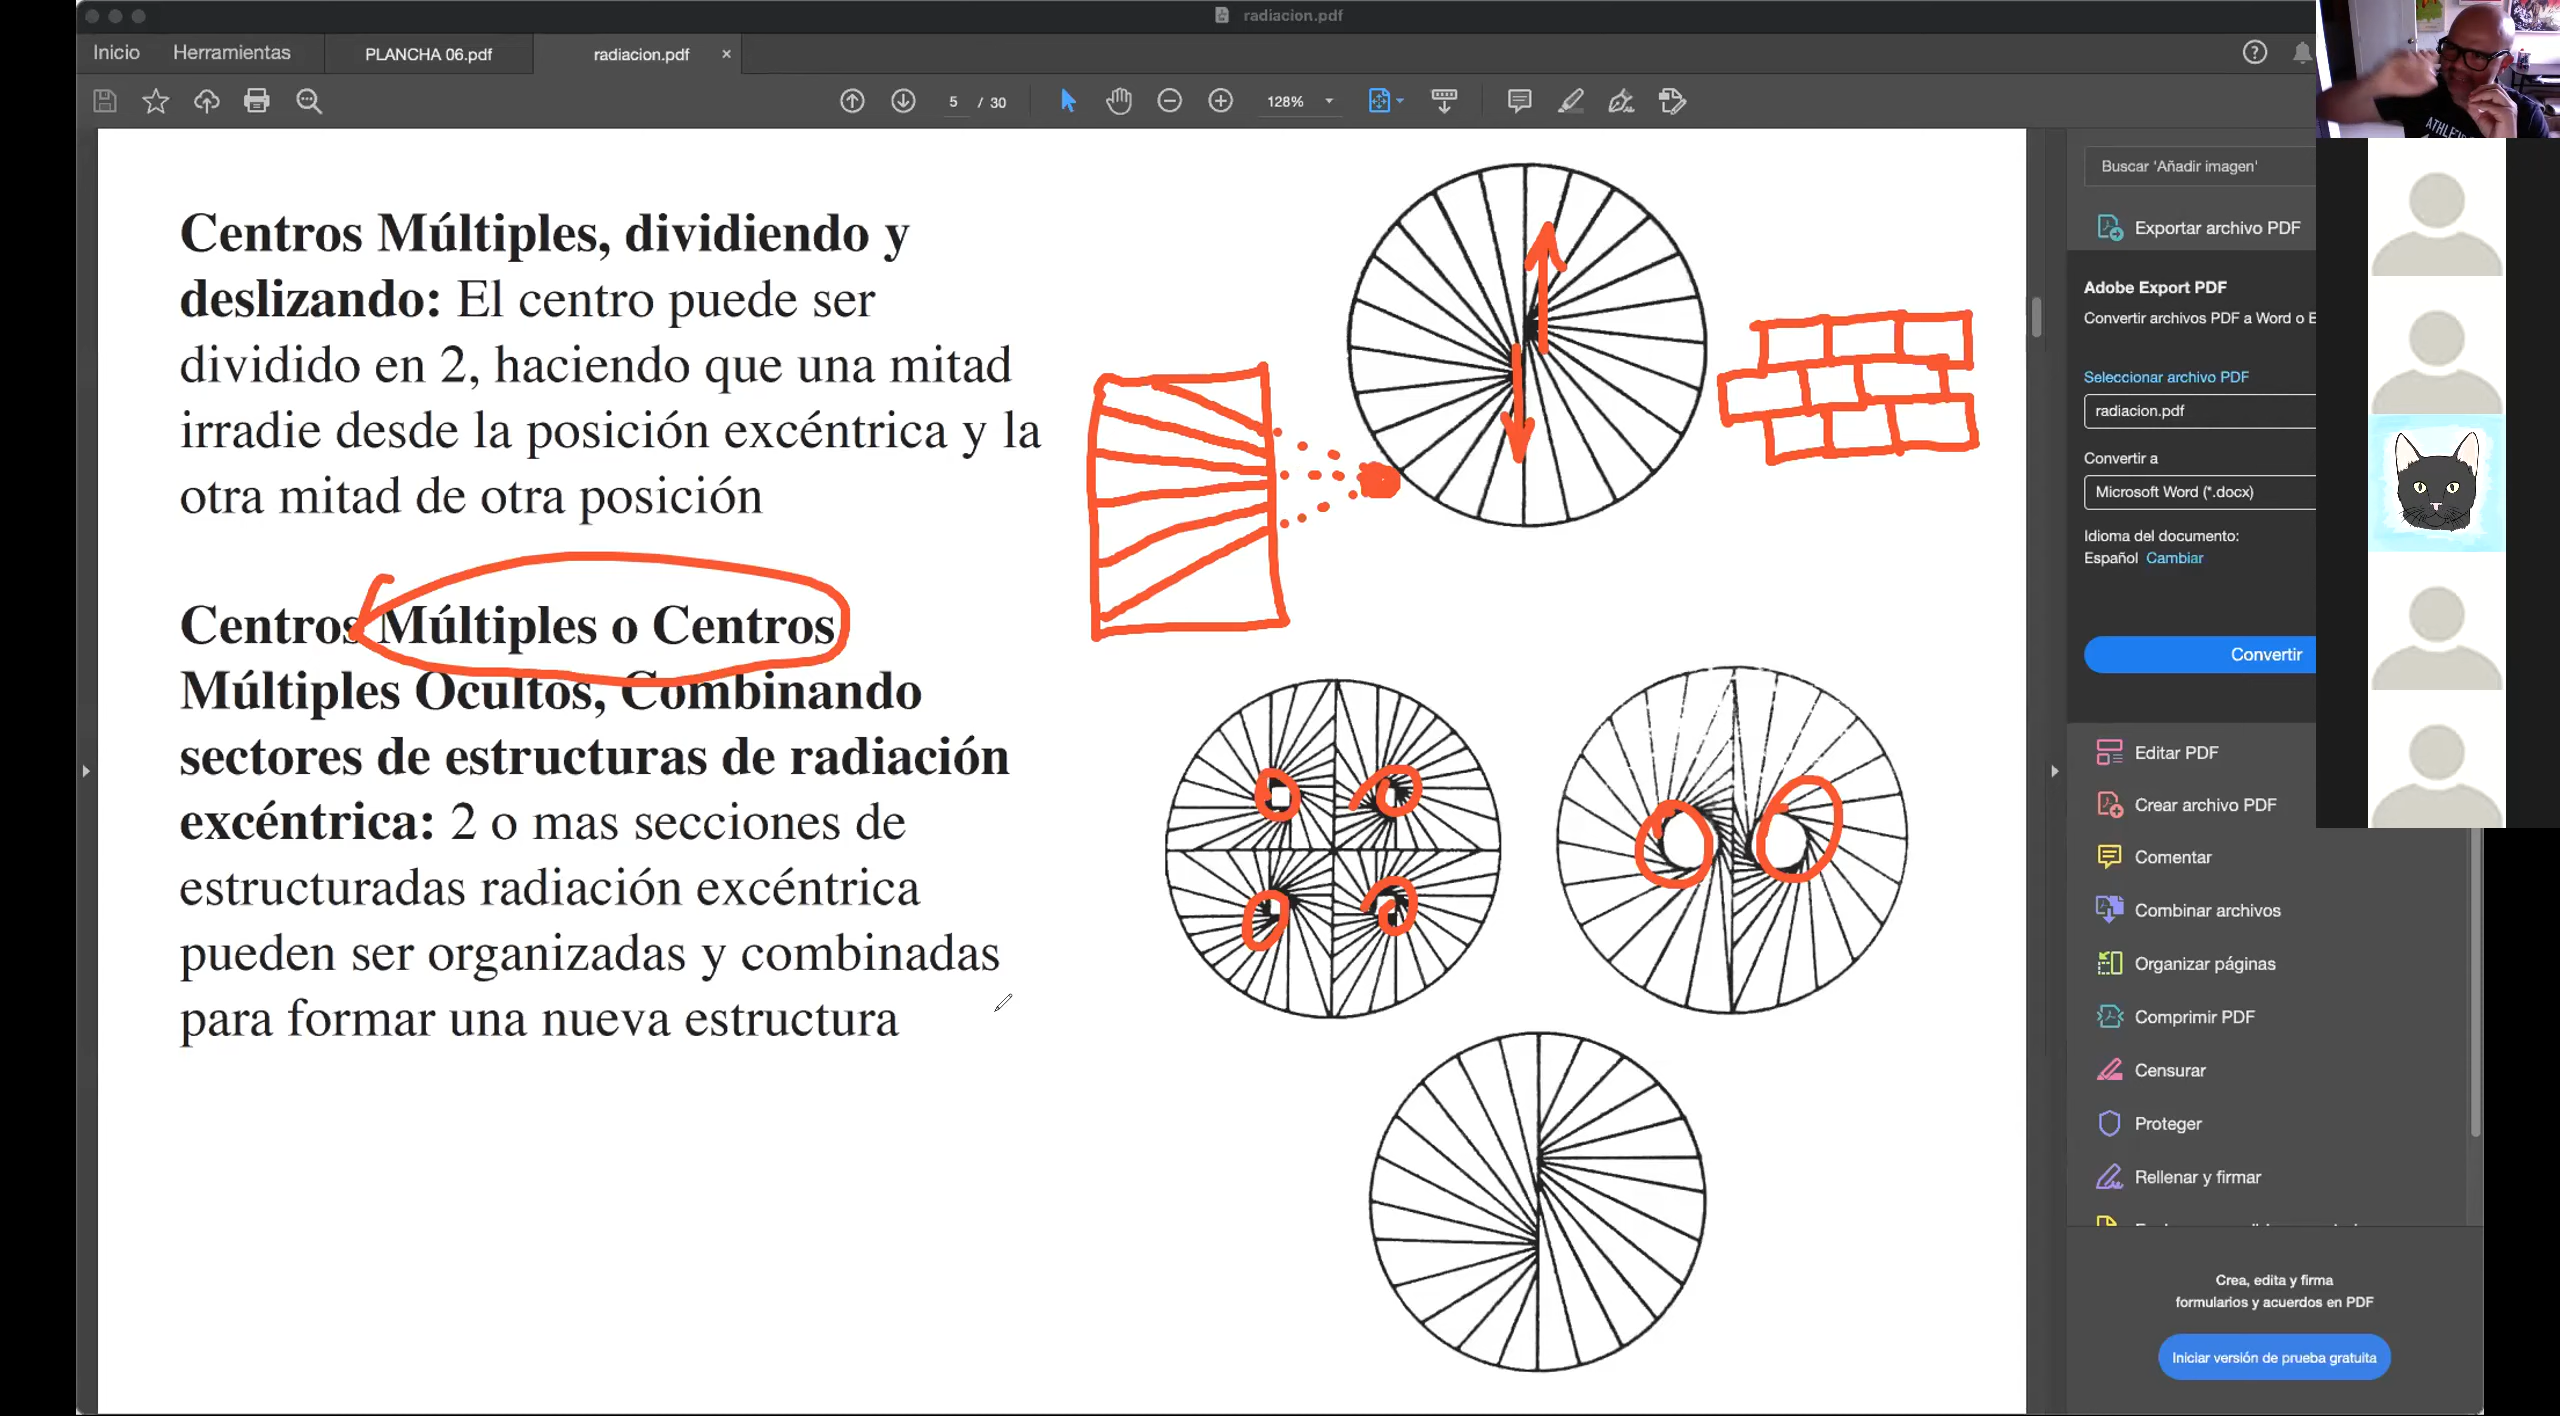 radiacion.pdf
Inicio
Herramientas
PLANCHA 06.pdf
radiacion.pdf
×
5 / 30
128%
Centros Múltiples, dividiendo y
deslizando: El centro puede ser
dividido en 2, haciendo que una mitad
irradie desde la posición excéntrica y la
otra mitad de otra posición
Centros Múltiples o Centros
Múltiples Ocultos, Combinando
sectores de estructuras de radiación
excéntrica: 2 o mas secciones de
estructuradas radiación excéntrica
pueden ser organizadas y combinadas
para formar una nueva estructura
Buscar 'Añadir imagen'
Exportar archivo PDF
Adobe Export PDF
Convertir archivos PDF a Word o E
Seleccionar archivo PDF
radiacion.pdf
Convertir a
Microsoft Word (*.docx)
Idioma del documento:
Español Cambiar
Convertir
Editar PDF
Crear archivo PDF
Comentar
Combinar archivos
Organizar páginas
Comprimir PDF
Censurar
Proteger
Rellenar y firmar
Crea, edita y firma
formularios y acuerdos en PDF
Iniciar versión de prueba gratuita